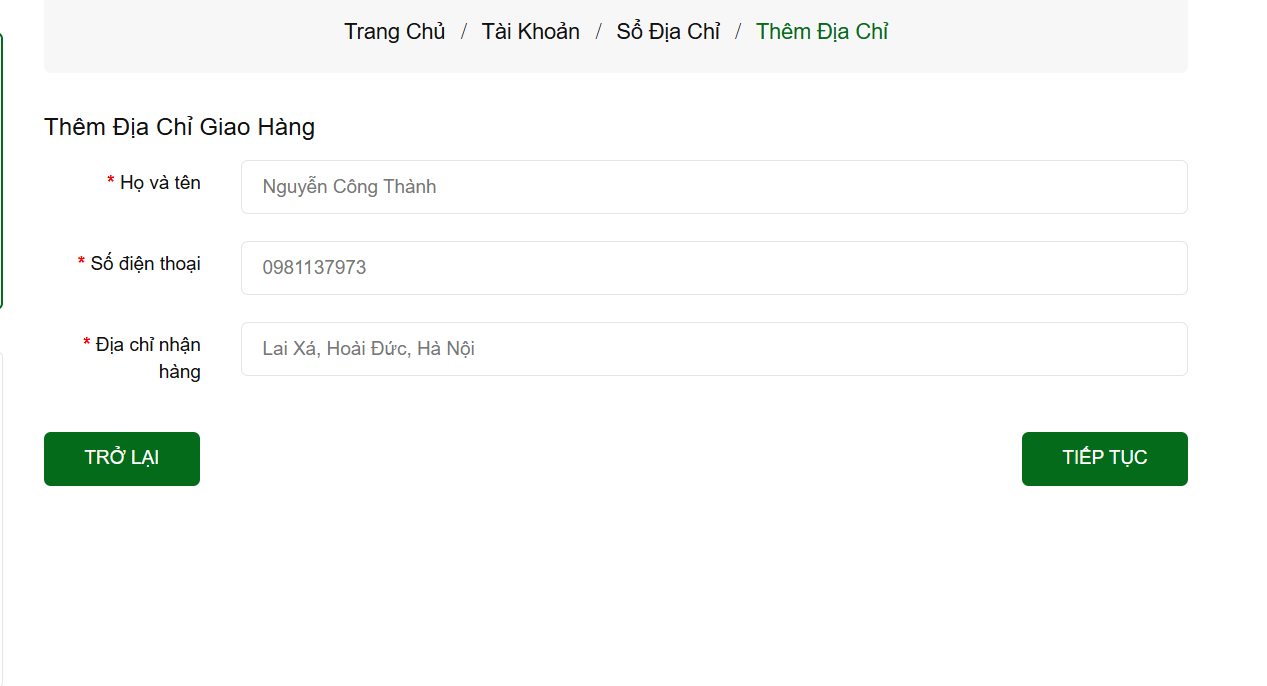 Trang Chủ / Tài Khoản / Sổ Địa Chỉ / Thêm Địa Chỉ
Thêm Địa Chỉ Giao Hàng
* Họ và tên
Nguyễn Công Thành
* Số điện thoại
0981137973
* Địa chỉ nhận
hàng
Lai Xá, Hoài Đức, Hà Nội
TRỞ LẠI
TIẾP TỤC